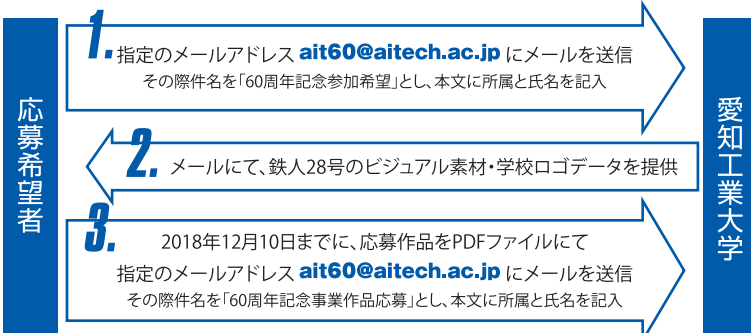 応募希望者
1.
指定のメールアドレス ait60@aitech.ac.jp にメールを送信
その際件名を「60周年記念参加希望」とし、本文に所属と氏名を記入
2.
メールにて、鉄人28号のビジュアル素材・学校ロゴデータを提供
3.
2018年12月10日までに、応募作品をPDFファイルにて
指定のメールアドレス ait60@aitech.ac.jp にメールを送信
その際件名を「60周年記念事業作品応募」とし、本文に所属と氏名を記入
愛知工業大学